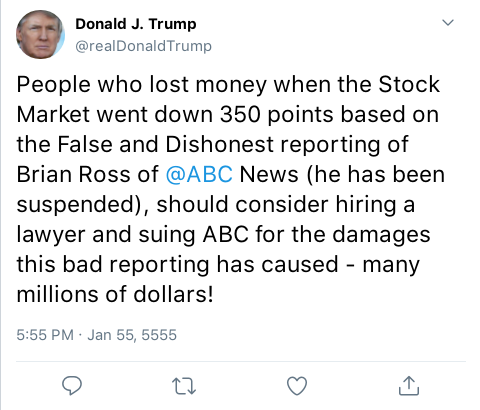 Donald J. Trump
@realDonaldTrump
People who lost money when the Stock
Market went down 350 points based on
the False and Dishonest reporting of
Brian Ross of @ABC News (he has been
suspended), should consider hiring a
lawyer and suing ABC for the damages
this bad reporting has caused - many
millions of dollars!
5:55 PM · Jan 55, 5555